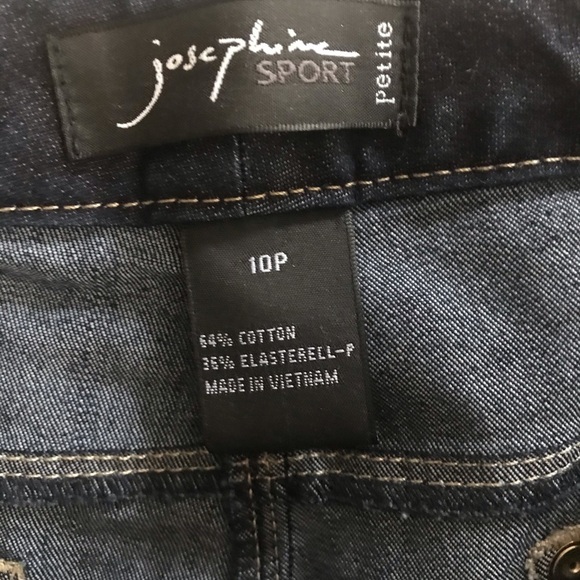 josephine
SPORT
petite
10P
64% COTTON
36% ELASTERELL-P
MADE IN VIETNAM